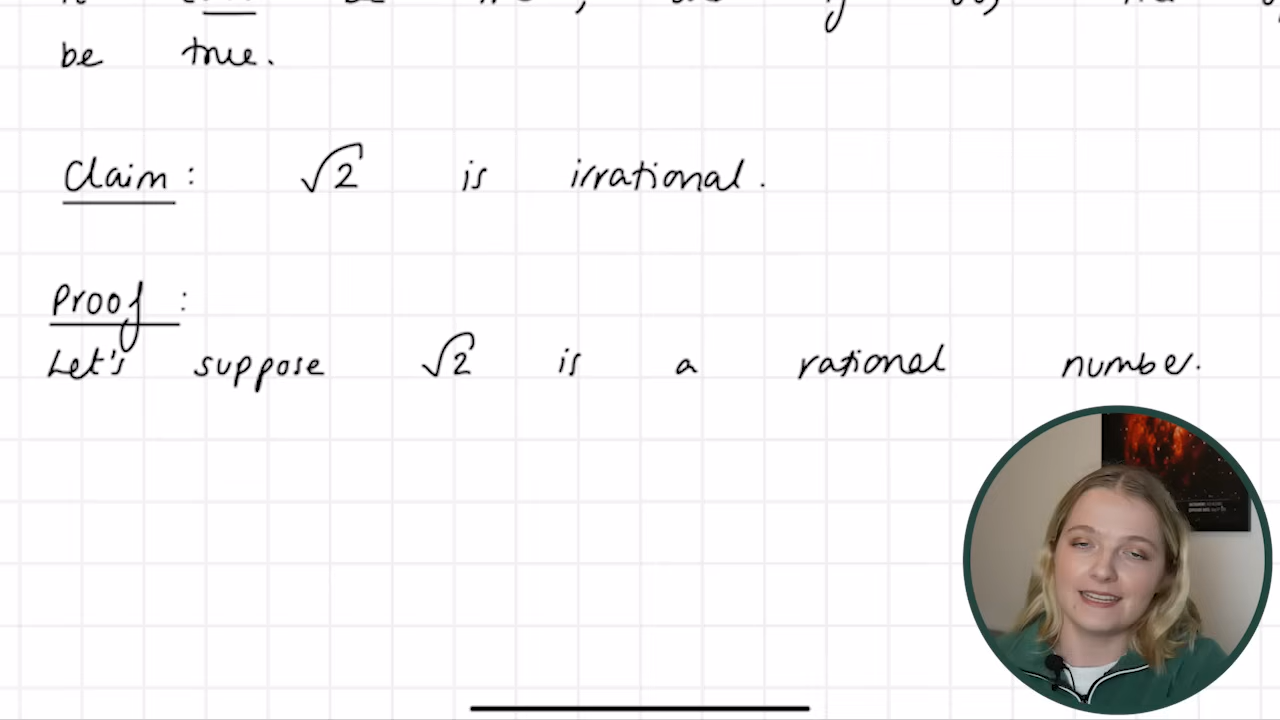 be true.
Claim: √2 is irrational.
Proof:
Let's suppose √2 is a rational number.